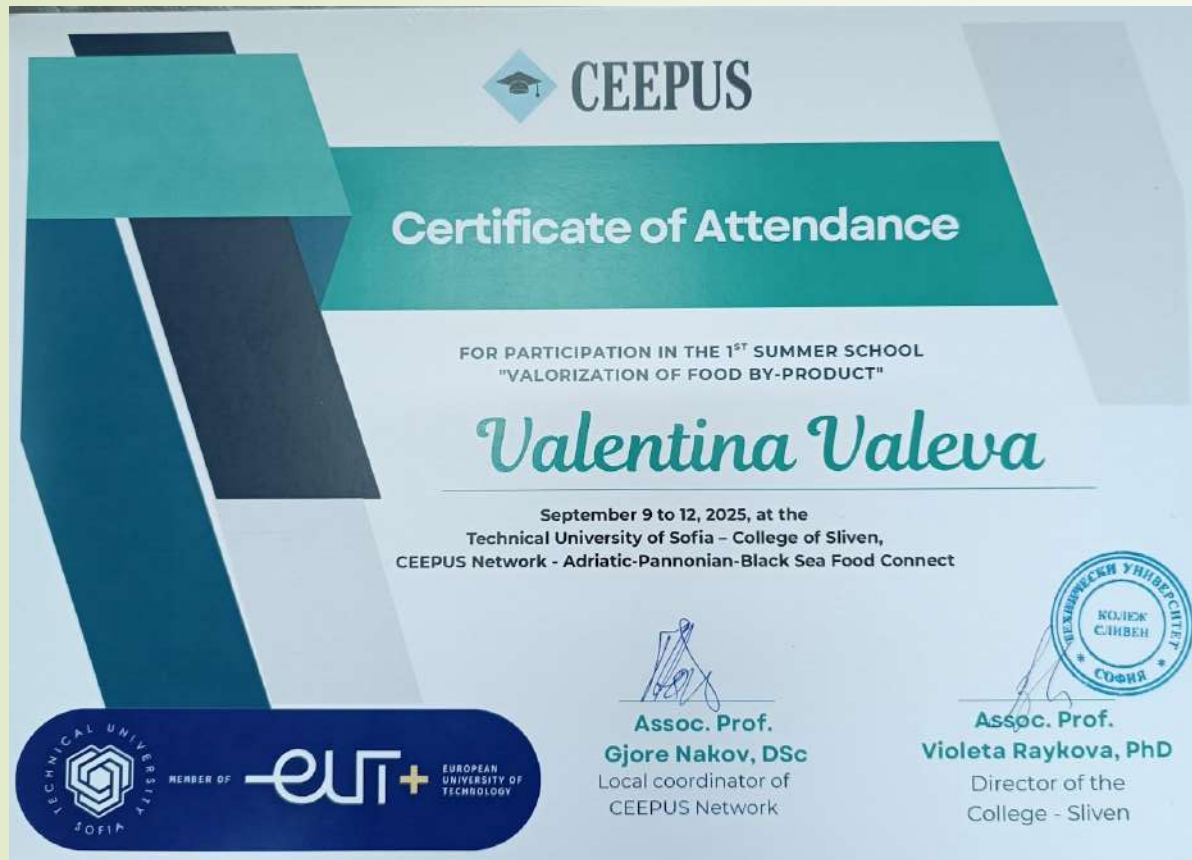 CEEPUS
Certificate of Attendance
FOR PARTICIPATION IN THE 1ST SUMMER SCHOOL
"VALORIZATION OF FOOD BY-PRODUCT"
Valentina Valeva
September 9 to 12, 2025, at the
Technical University of Sofia – College of Sliven,
CEEPUS Network - Adriatic-Pannonian-Black Sea Food Connect
ТЕХНИЧЕСКИ УНИВЕРСИТЕТ
КОЛЕЖ
СЛИВЕН
* СОФИЯ *
Assoc. Prof.
Gjore Nakov, DSc
Local coordinator of
CEEPUS Network
Assoc. Prof.
Violeta Raykova, PhD
Director of the
College - Sliven
TECHNICAL UNIVERSITY
SOFIA
MEMBER OF
eut+
EUROPEAN
UNIVERSITY OF
TECHNOLOGY